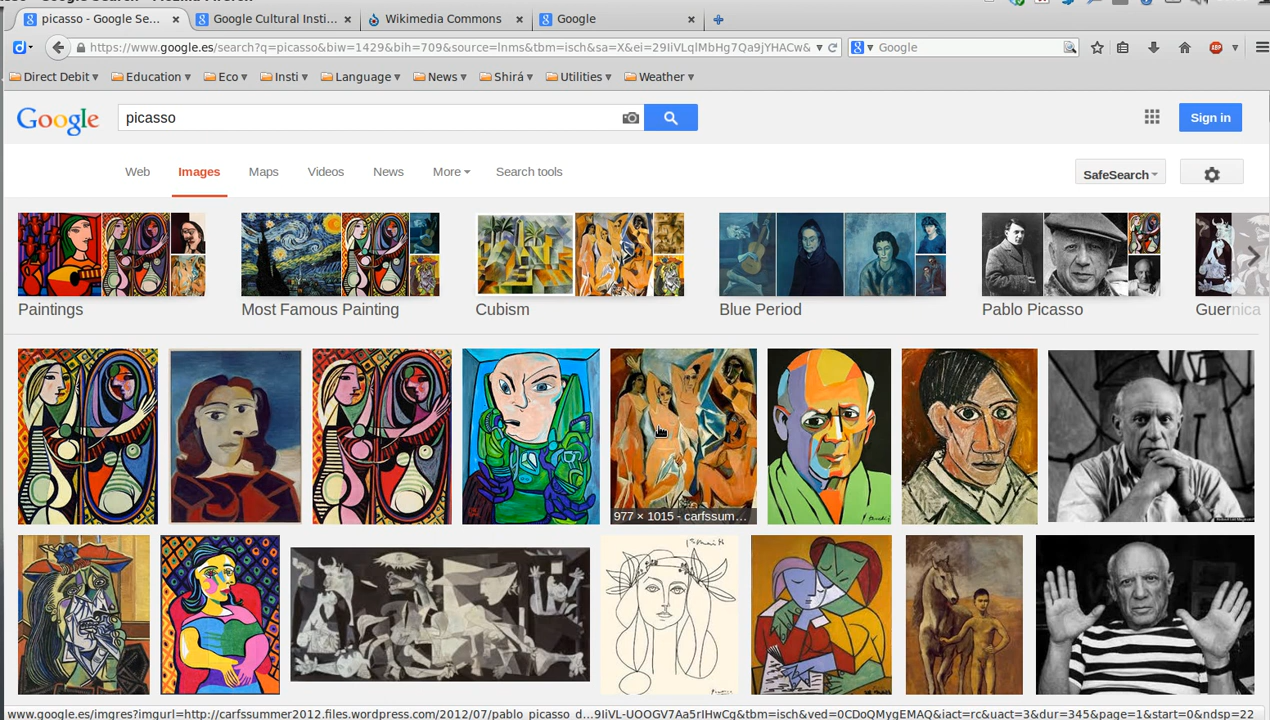 picasso - Google Se...
Google Cultural Insti...
Wikimedia Commons
Google
https://www.google.es/search?q=picasso&biw=1429&bih=709&source=lnms&tbm=isch&sa=X&ei=29IiVLqlMbHg7Qa9jYHACw&
Google
ABP
Direct Debit
Education
Eco
Insti
Language
News
Shirá
Utilities
Weather
Google
picasso
Sign in
Web
Images
Maps
Videos
News
More
Search tools
SafeSearch
Paintings
Most Famous Painting
Cubism
Blue Period
Pablo Picasso
Guernica
977 × 1015 - carfssum...
Picasso
www.google.es/imgres?imgurl=http://carfssummer2012.files.wordpress.com/2012/07/pablo_picasso_d...9IiVL-UOOGV7Aa5rIHwCg&tbm=isch&ved=0CDoQMygEMAQ&iact=rc&uact=3&dur=345&page=1&start=0&ndsp=22